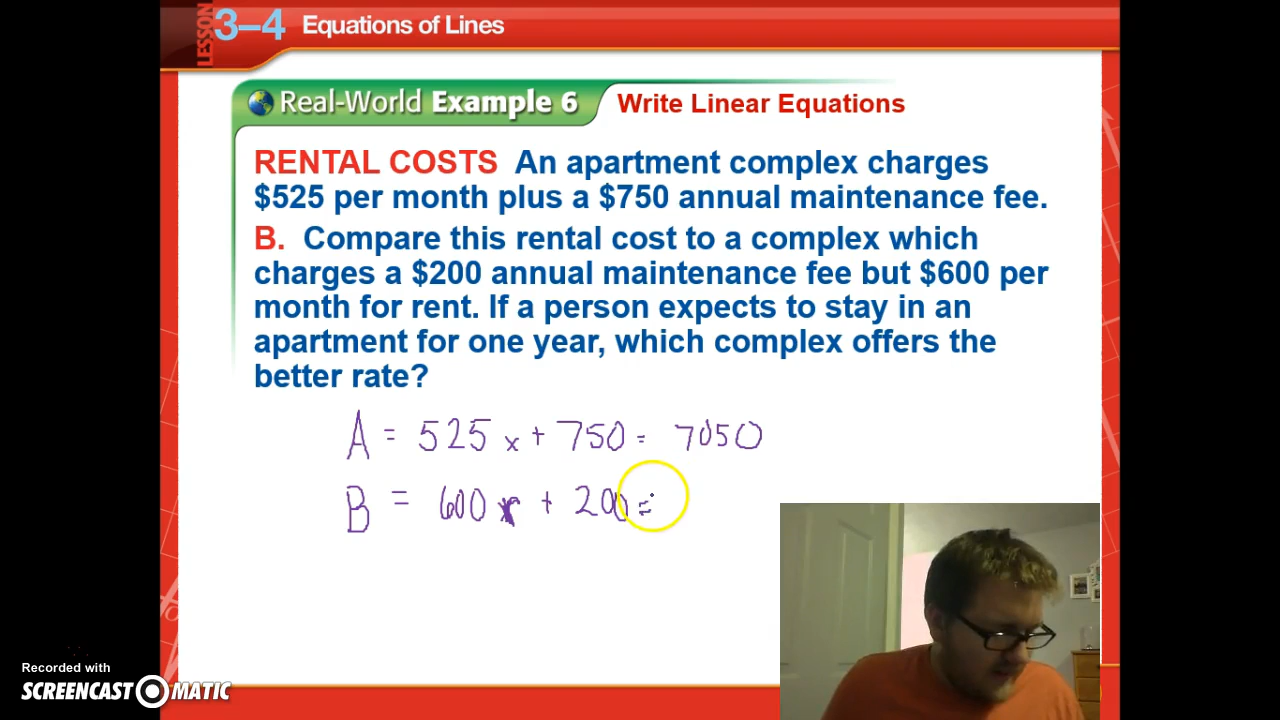 LESSON 3–4 Equations of Lines
Real-World Example 6 Write Linear Equations
RENTAL COSTS An apartment complex charges
$525 per month plus a $750 annual maintenance fee.
B. Compare this rental cost to a complex which
charges a $200 annual maintenance fee but $600 per
month for rent. If a person expects to stay in an
apartment for one year, which complex offers the
better rate?
A = 525x + 750 = 7050
B = 600r + 200 =
Recorded with
SCREENCAST O MATIC